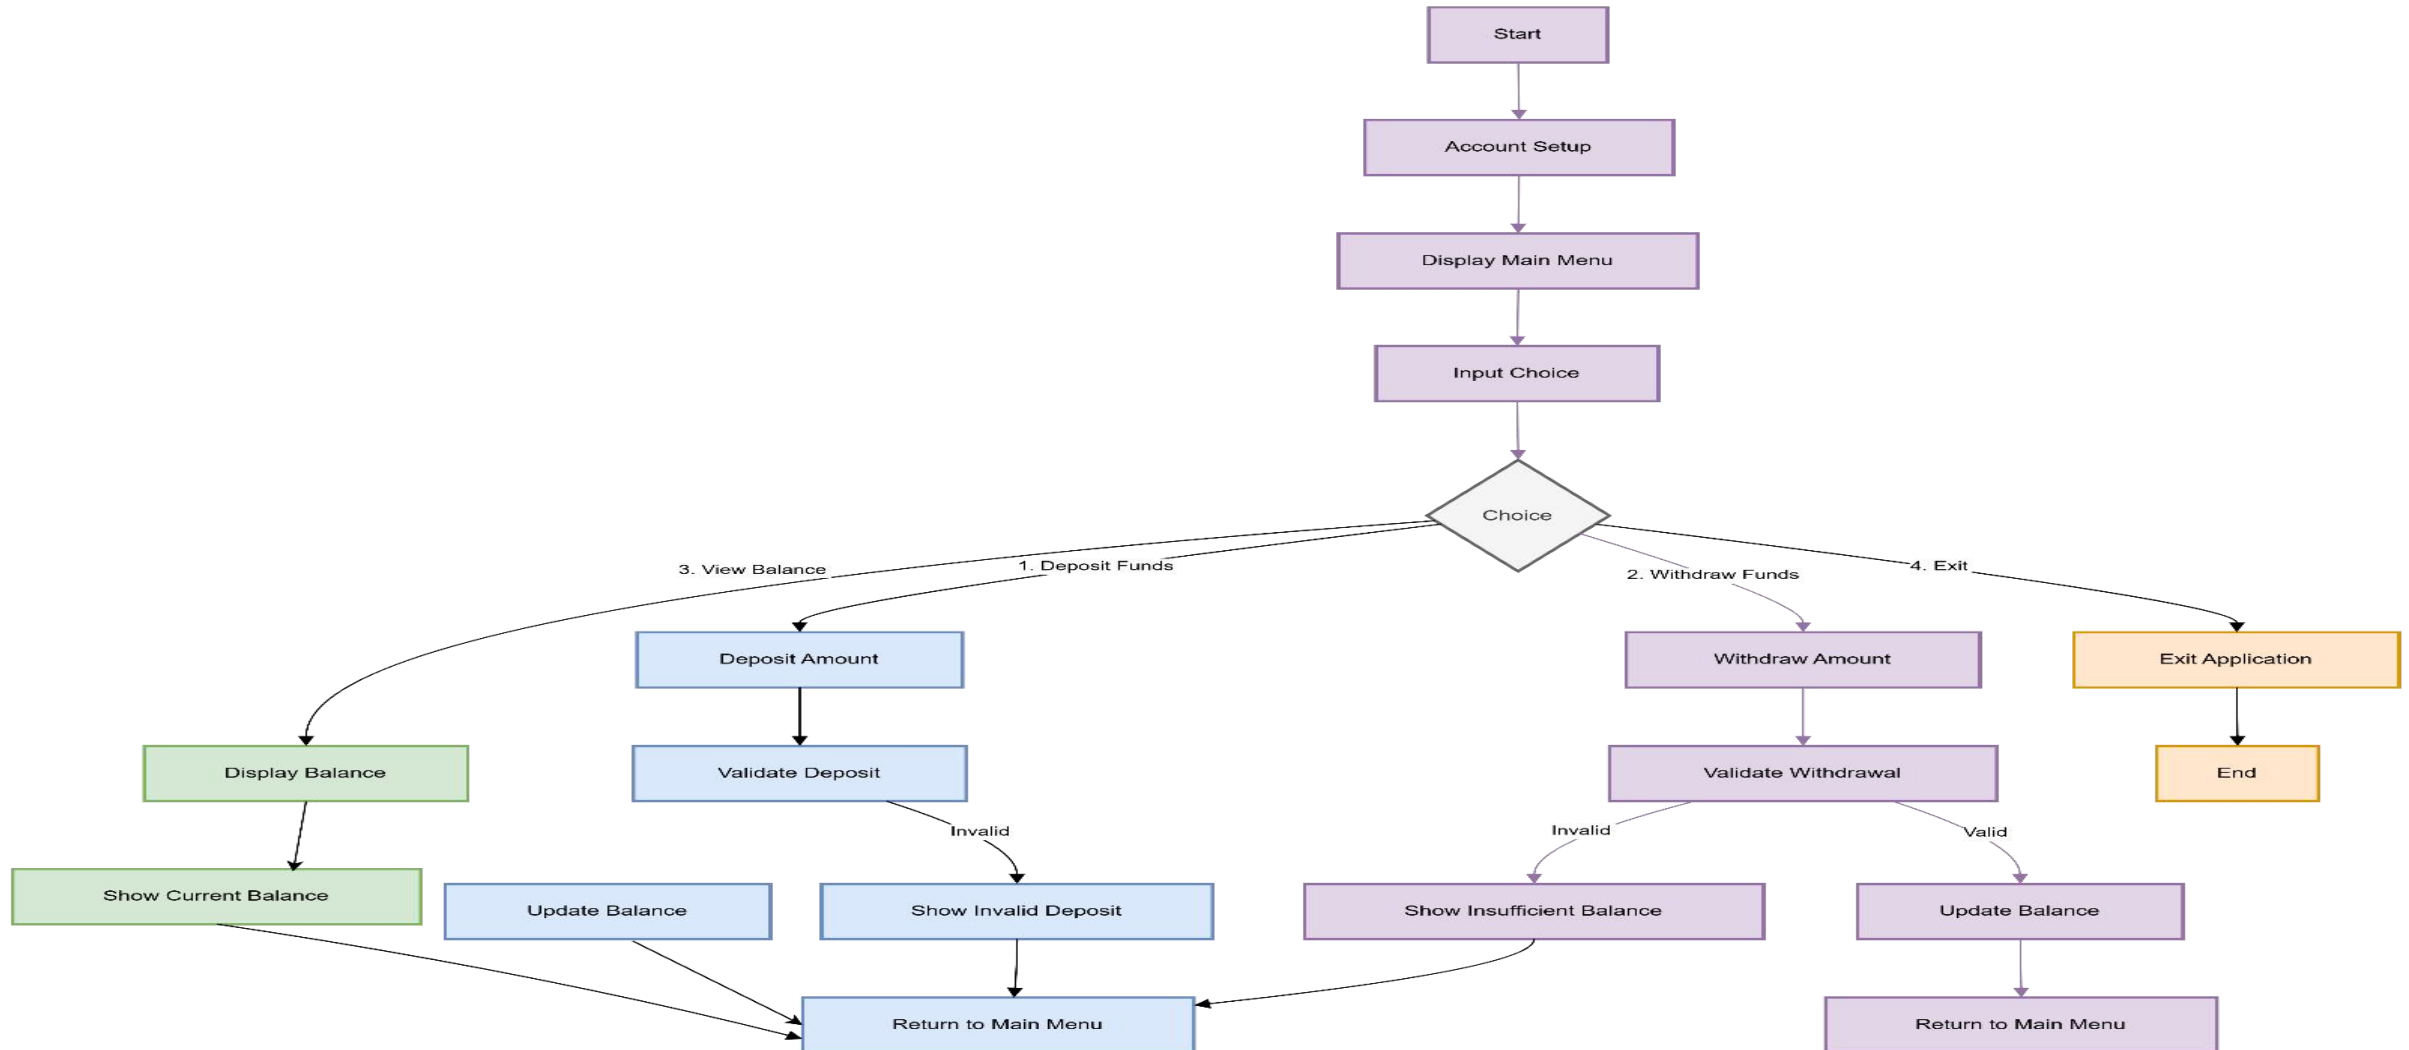 Start
Account Setup
Display Main Menu
Input Choice
Choice
3. View Balance
1. Deposit Funds
2. Withdraw Funds
4. Exit
Deposit Amount
Withdraw Amount
Exit Application
Display Balance
Validate Deposit
Validate Withdrawal
End
Invalid
Invalid
Valid
Show Current Balance
Update Balance
Show Invalid Deposit
Show Insufficient Balance
Update Balance
Return to Main Menu
Return to Main Menu